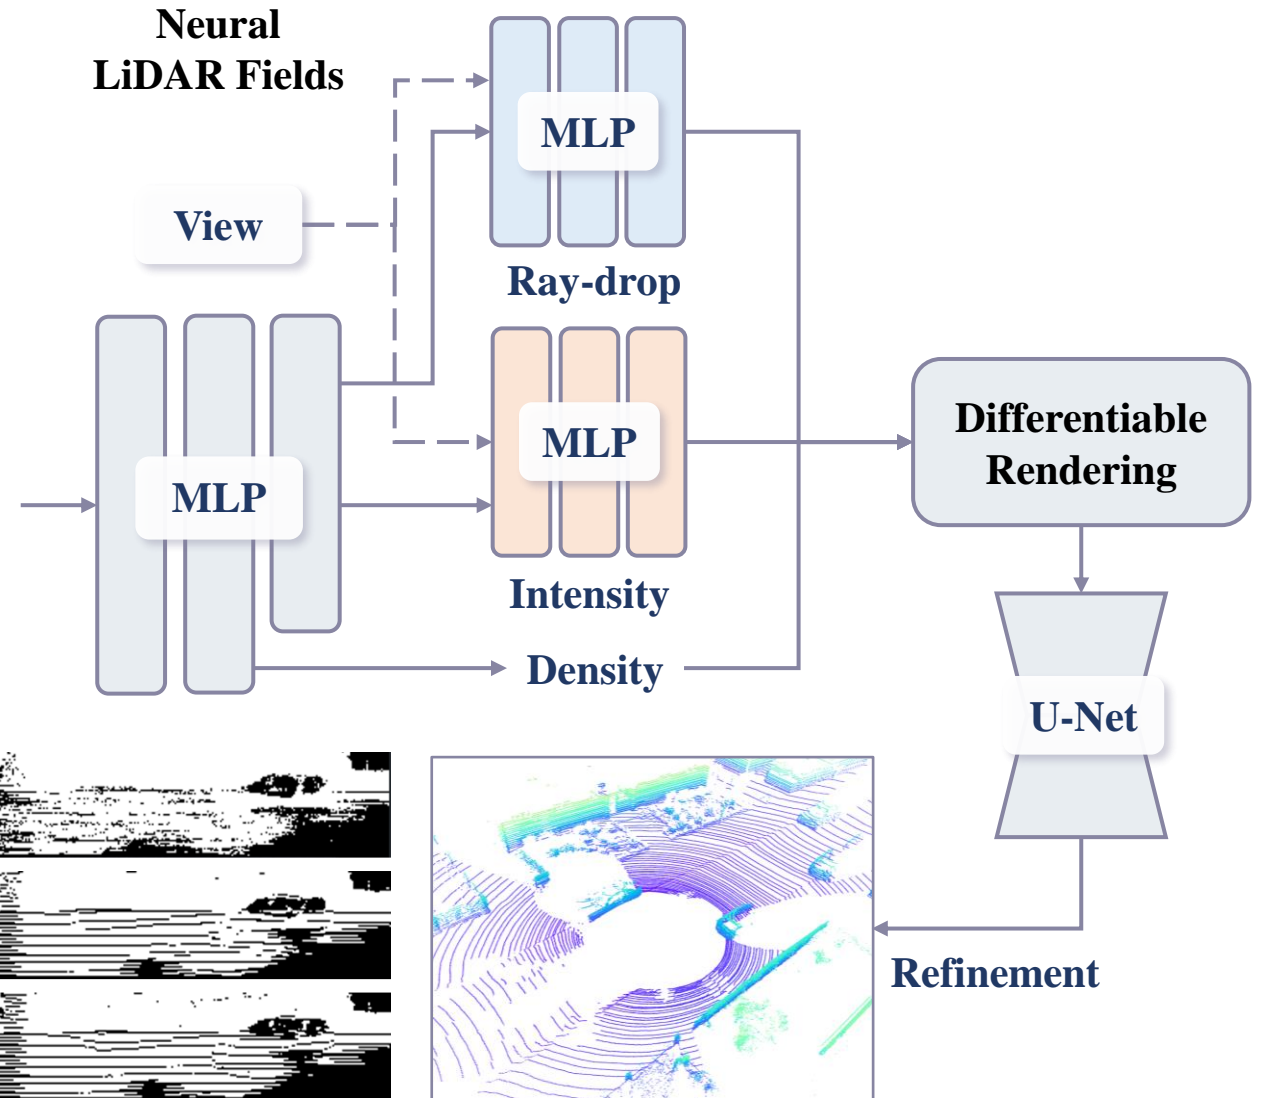 Neural
LiDAR Fields
MLP
View
Ray-drop
MLP
Differentiable
Rendering
MLP
Intensity
Density
U-Net
Refinement